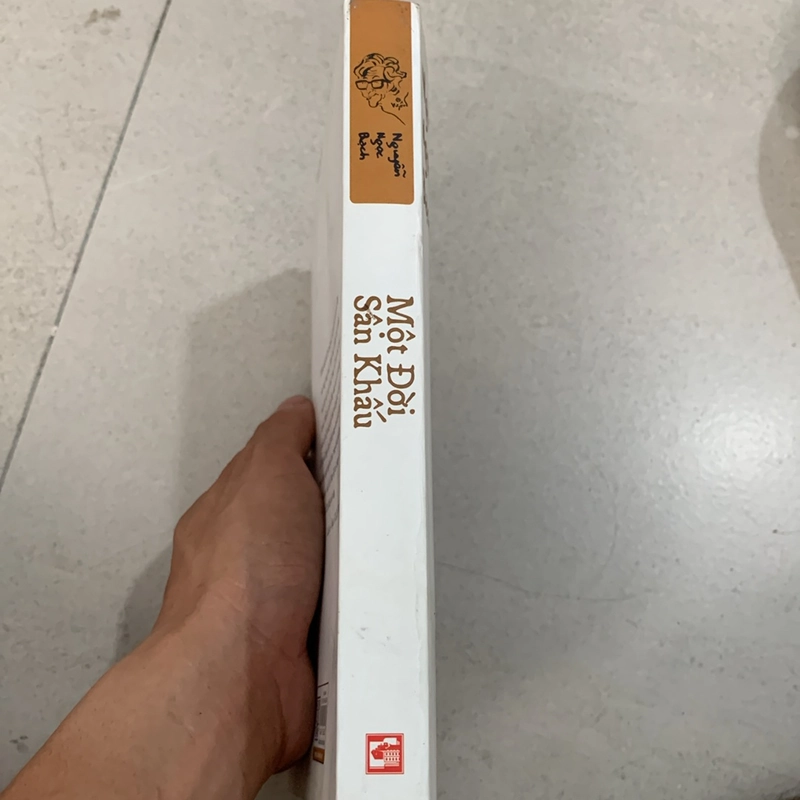 Nguyễn
Ngọc
Bạch
Một Đời
Sân Khấu